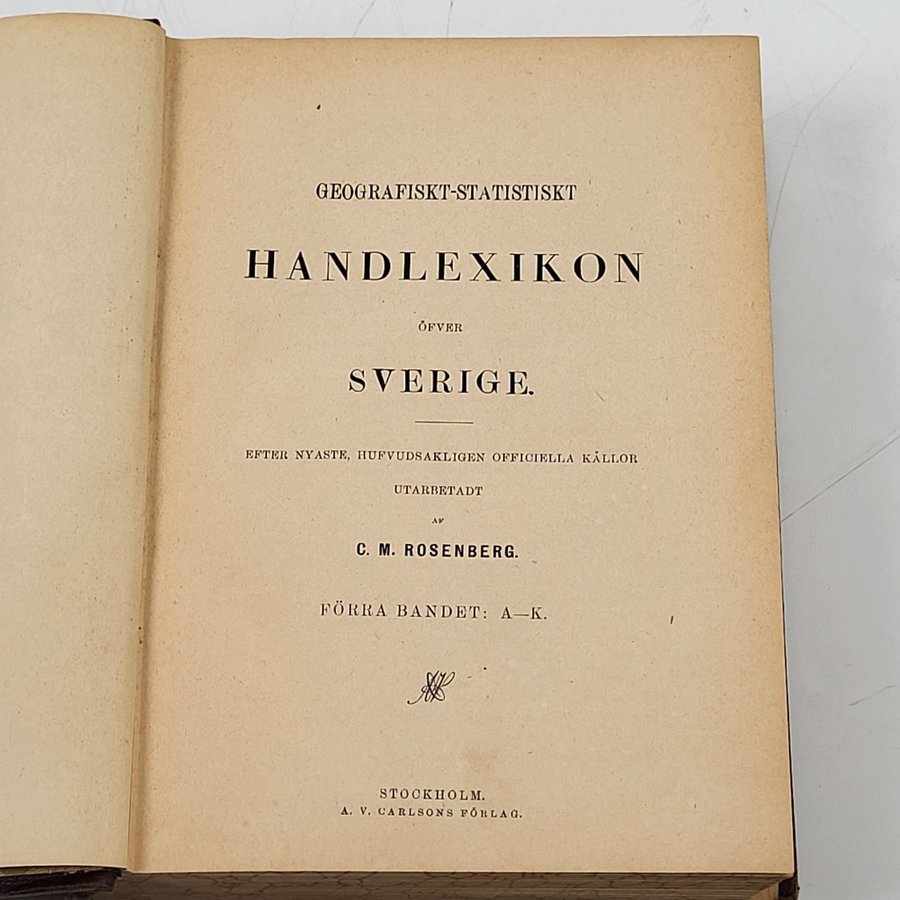 GEOGRAFISKT-STATISTISKT
HANDLEXIKON
ÖFVER
SVERIGE.
EFTER NYASTE, HUFVUDSAKLIGEN OFFICIELLA KÄLLOR
UTARBETADT
AF
C. M. ROSENBERG.
FÖRRA BANDET: A—K.
STOCKHOLM.
A. V. CARLSONS FÖRLAG.